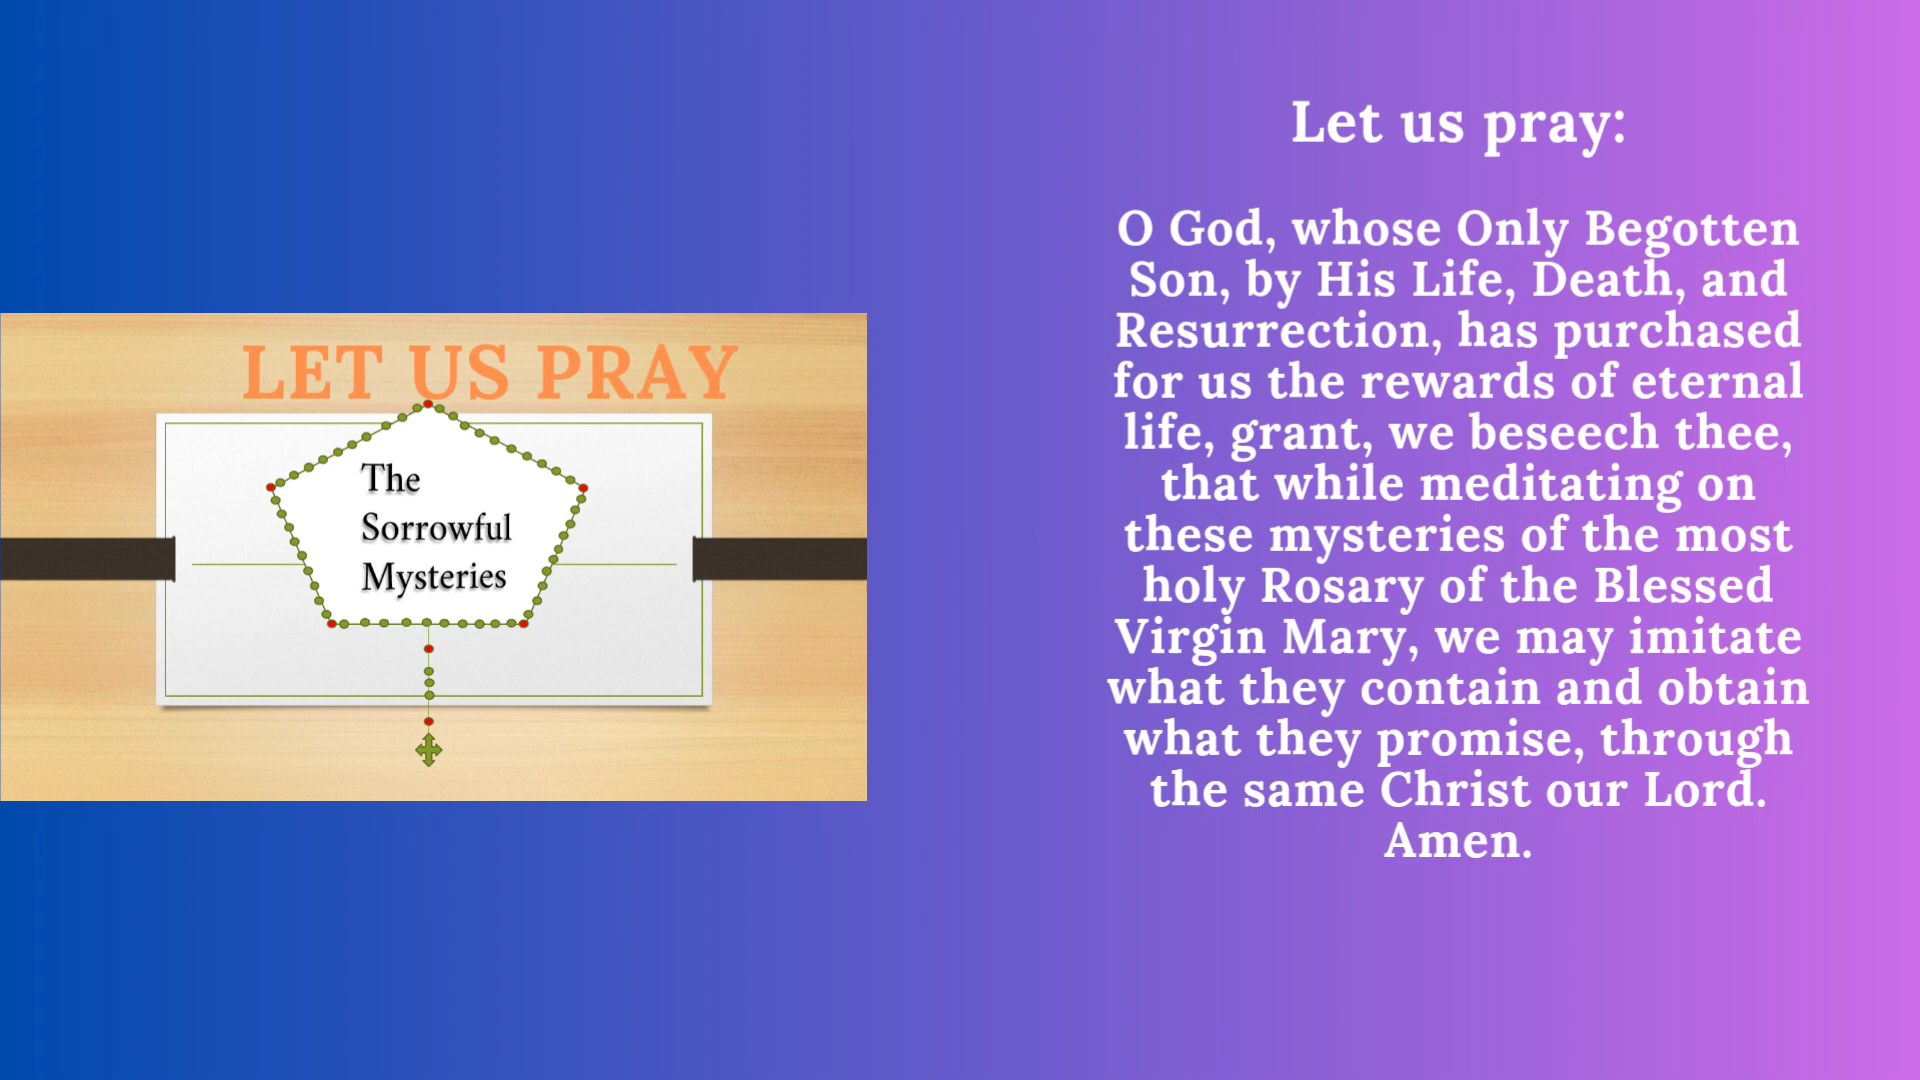 LET US PRAY
The
Sorrowful
Mysteries
Let us pray:
O God, whose Only Begotten
Son, by His Life, Death, and
Resurrection, has purchased
for us the rewards of eternal
life, grant, we beseech thee,
that while meditating on
these mysteries of the most
holy Rosary of the Blessed
Virgin Mary, we may imitate
what they contain and obtain
what they promise, through
the same Christ our Lord.
Amen.